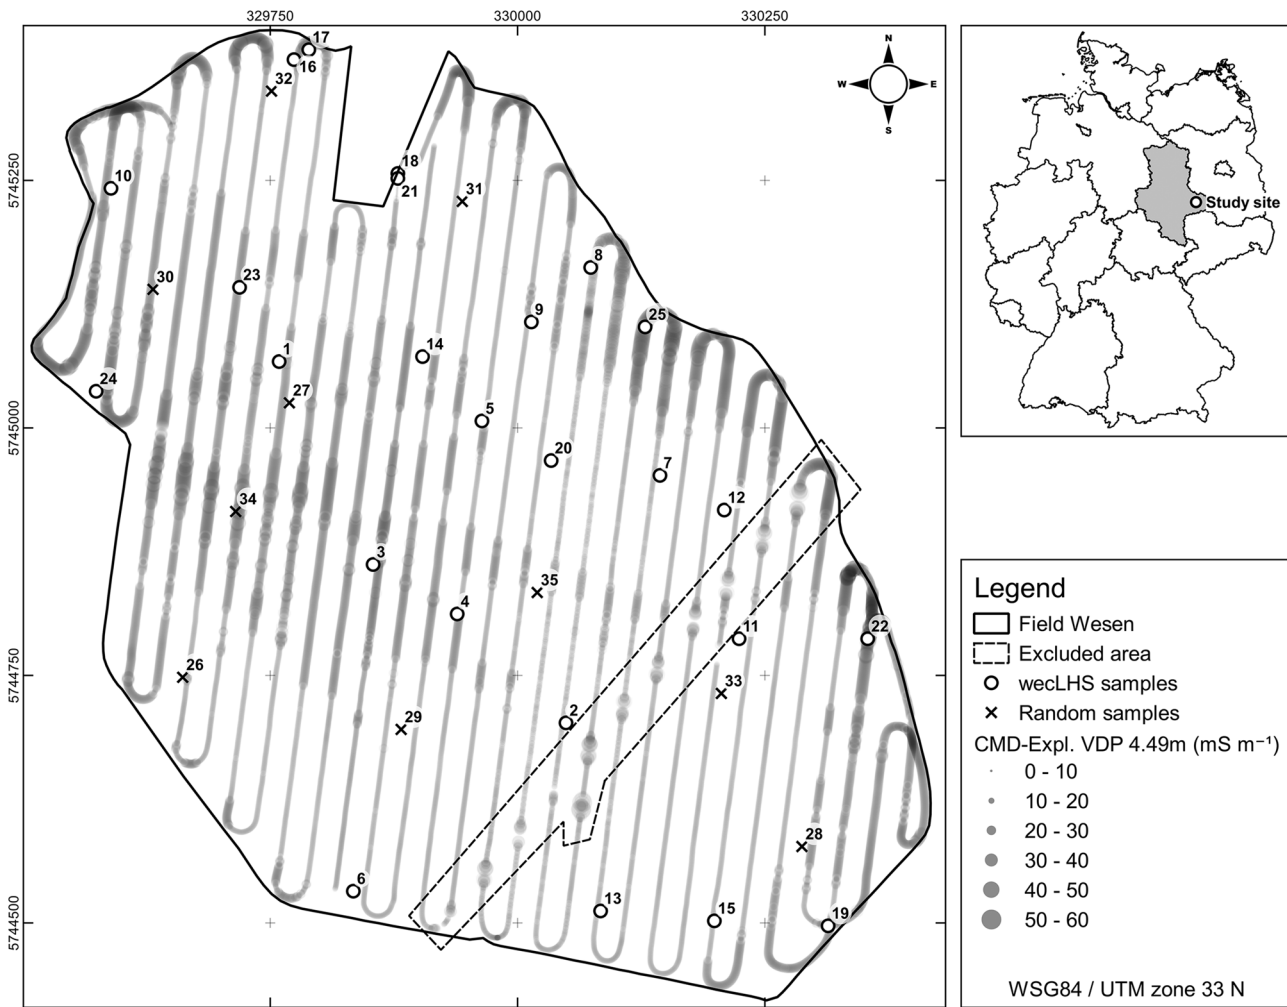 329750 330000 330250
17
16
32
N
W E
S
18
21
5745250
10
31
Study site
8
30
23
9
25
14
1
24
27
5
5745000
20
7
34
12
3
35
4
11
22
Legend
Field Wesen
Excluded area
wecLHS samples
Random samples
CMD-Expl. VDP 4.49m (mS m⁻¹)
0 - 10
10 - 20
20 - 30
30 - 40
40 - 50
50 - 60
26
5744750
33
29
2
28
6
13
15
19
5744500
WSG84 / UTM zone 33 N